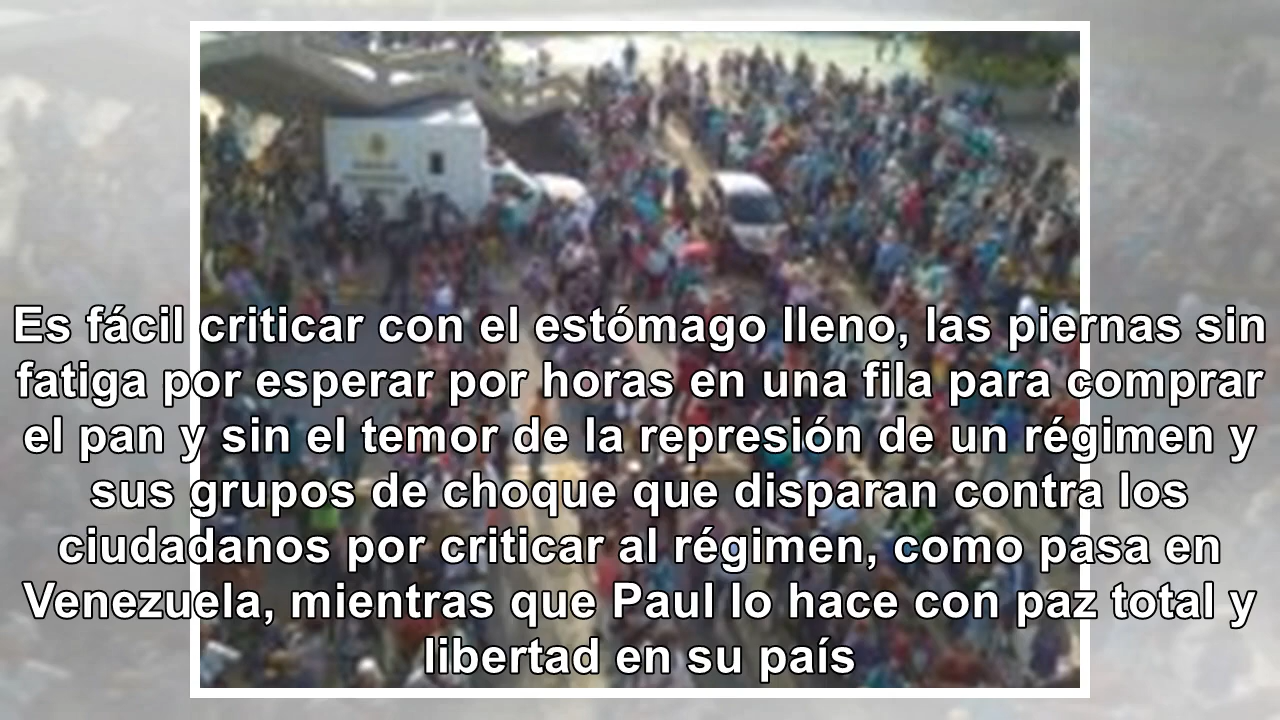 Es fácil criticar con el estómago lleno, las piernas sin
fatiga por esperar por horas en una fila para comprar
el pan y sin el temor de la represión de un régimen y
sus grupos de choque que disparan contra los
ciudadanos por criticar al régimen, como pasa en
Venezuela, mientras que Paul lo hace con paz total y
libertad en su país